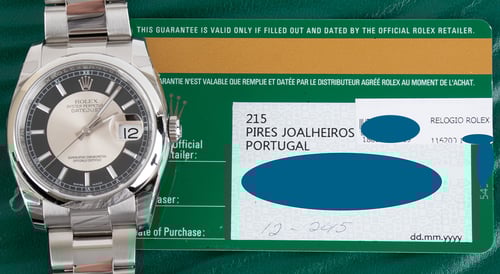 THIS GUARANTEE IS VALID ONLY IF FILLED OUT AND DATED BY THE OFFICIAL ROLEX RETAILER.
GARANTIE N'EST VALABLE QUE REMPLIE ET DATÉE PAR LE DISTRIBUTEUR AGRÉÉ ROLEX AU MOMENT DE L'ACHAT.
ROLEX
OYSTER PERPETUAL
DATEJUST
12
215
PIRES JOALHEIROS
PORTUGAL
RELOGIO ROLEX
Official
Retailer:
Date of Purchase:
dd.mm.yyyy